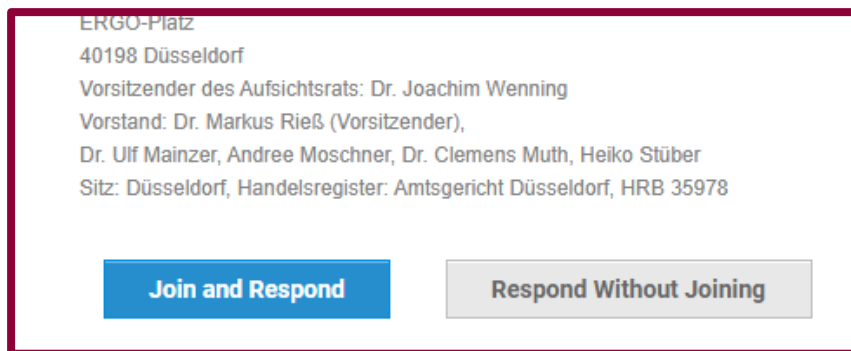 ERGO-Platz
40198 Düsseldorf
Vorsitzender des Aufsichtsrats: Dr. Joachim Wenning
Vorstand: Dr. Markus Rieß (Vorsitzender),
Dr. Ulf Mainzer, Andree Moschner, Dr. Clemens Muth, Heiko Stüber
Sitz: Düsseldorf, Handelsregister: Amtsgericht Düsseldorf, HRB 35978
Join and Respond
Respond Without Joining